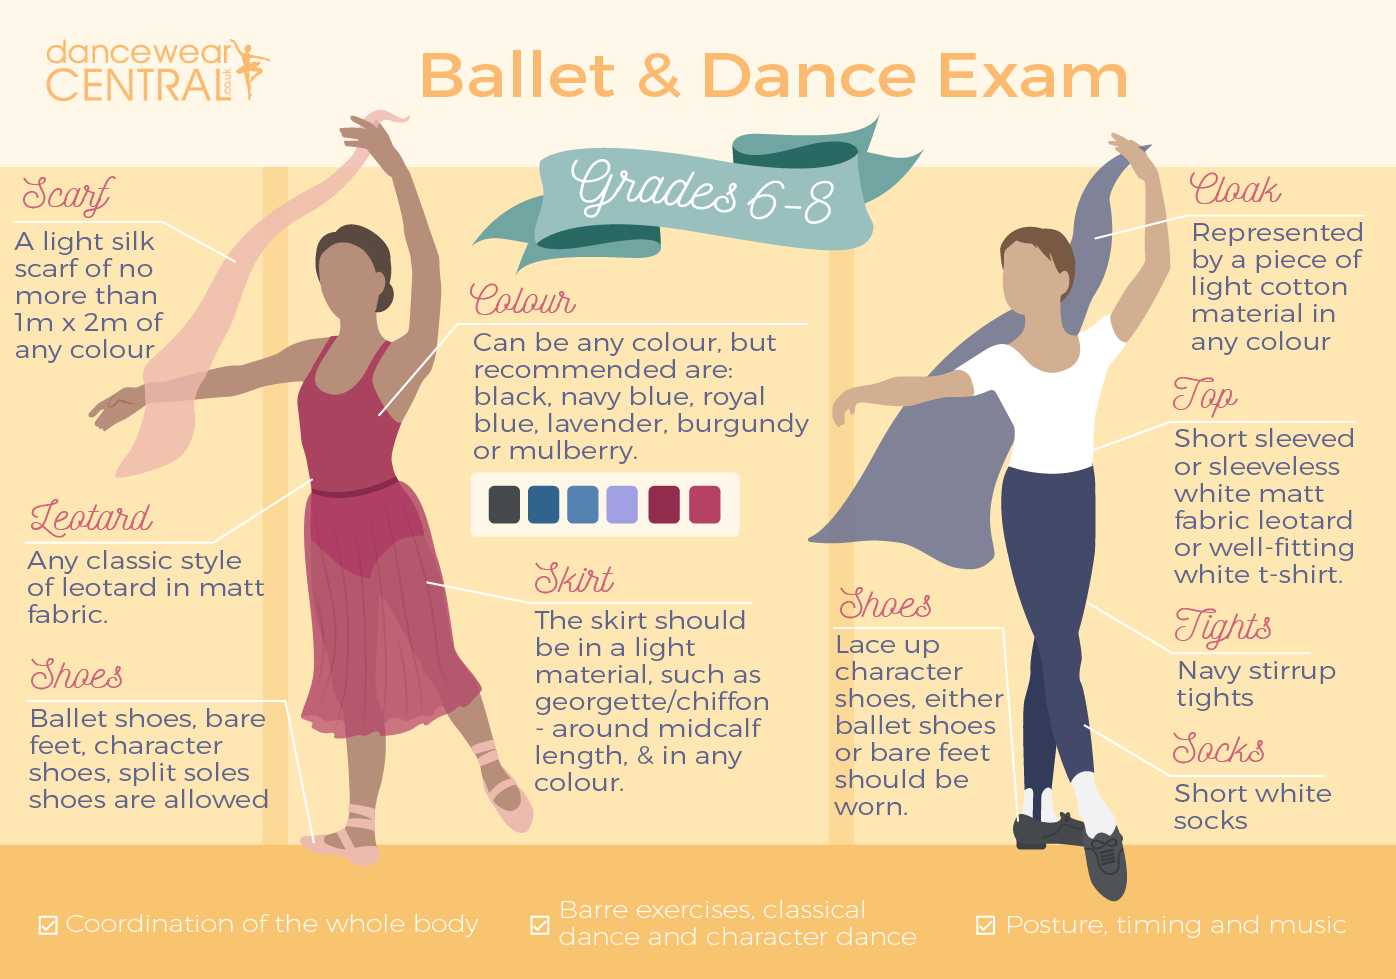 dancewear
CENTRAL
.co.uk
Ballet & Dance Exam
Grades 6-8
Scarf
A light silk
scarf of no
more than
1m x 2m of
any colour
Leotard
Any classic style
of leotard in matt
fabric.
Shoes
Ballet shoes, bare
feet, character
shoes, split soles
shoes are allowed
Colour
Can be any colour, but
recommended are:
black, navy blue, royal
blue, lavender, burgundy
or mulberry.
Skirt
The skirt should
be in a light
material, such as
georgette/chiffon
- around midcalf
length, & in any
colour.
Shoes
Lace up
character
shoes, either
ballet shoes
or bare feet
should be
worn.
Cloak
Represented
by a piece of
light cotton
material in
any colour
Top
Short sleeved
or sleeveless
white matt
fabric leotard
or well-fitting
white t-shirt.
Tights
Navy stirrup
tights
Socks
Short white
socks
Coordination of the whole body
Barre exercises, classical
dance and character dance
Posture, timing and music